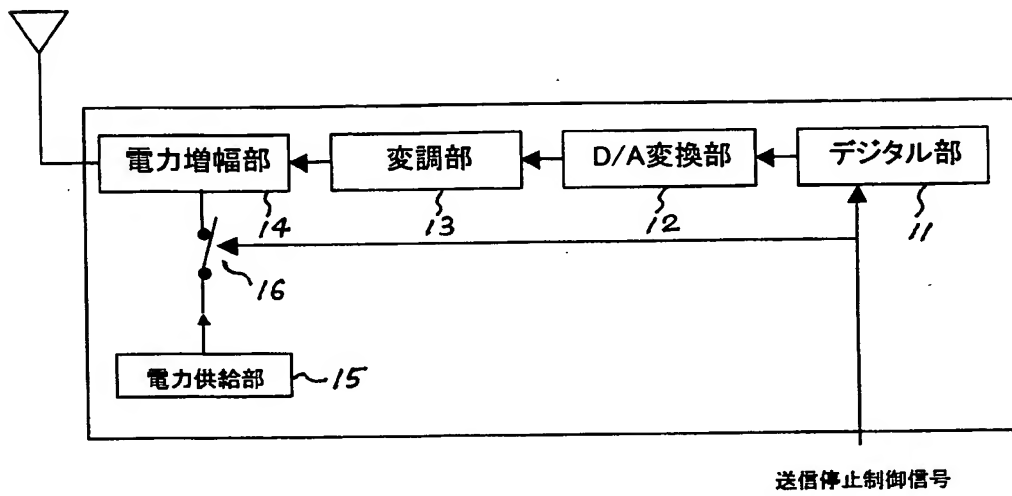 電力増幅部
変調部
D/A変換部
デジタル部
14
13
12
11
16
電力供給部
15
送信停止制御信号